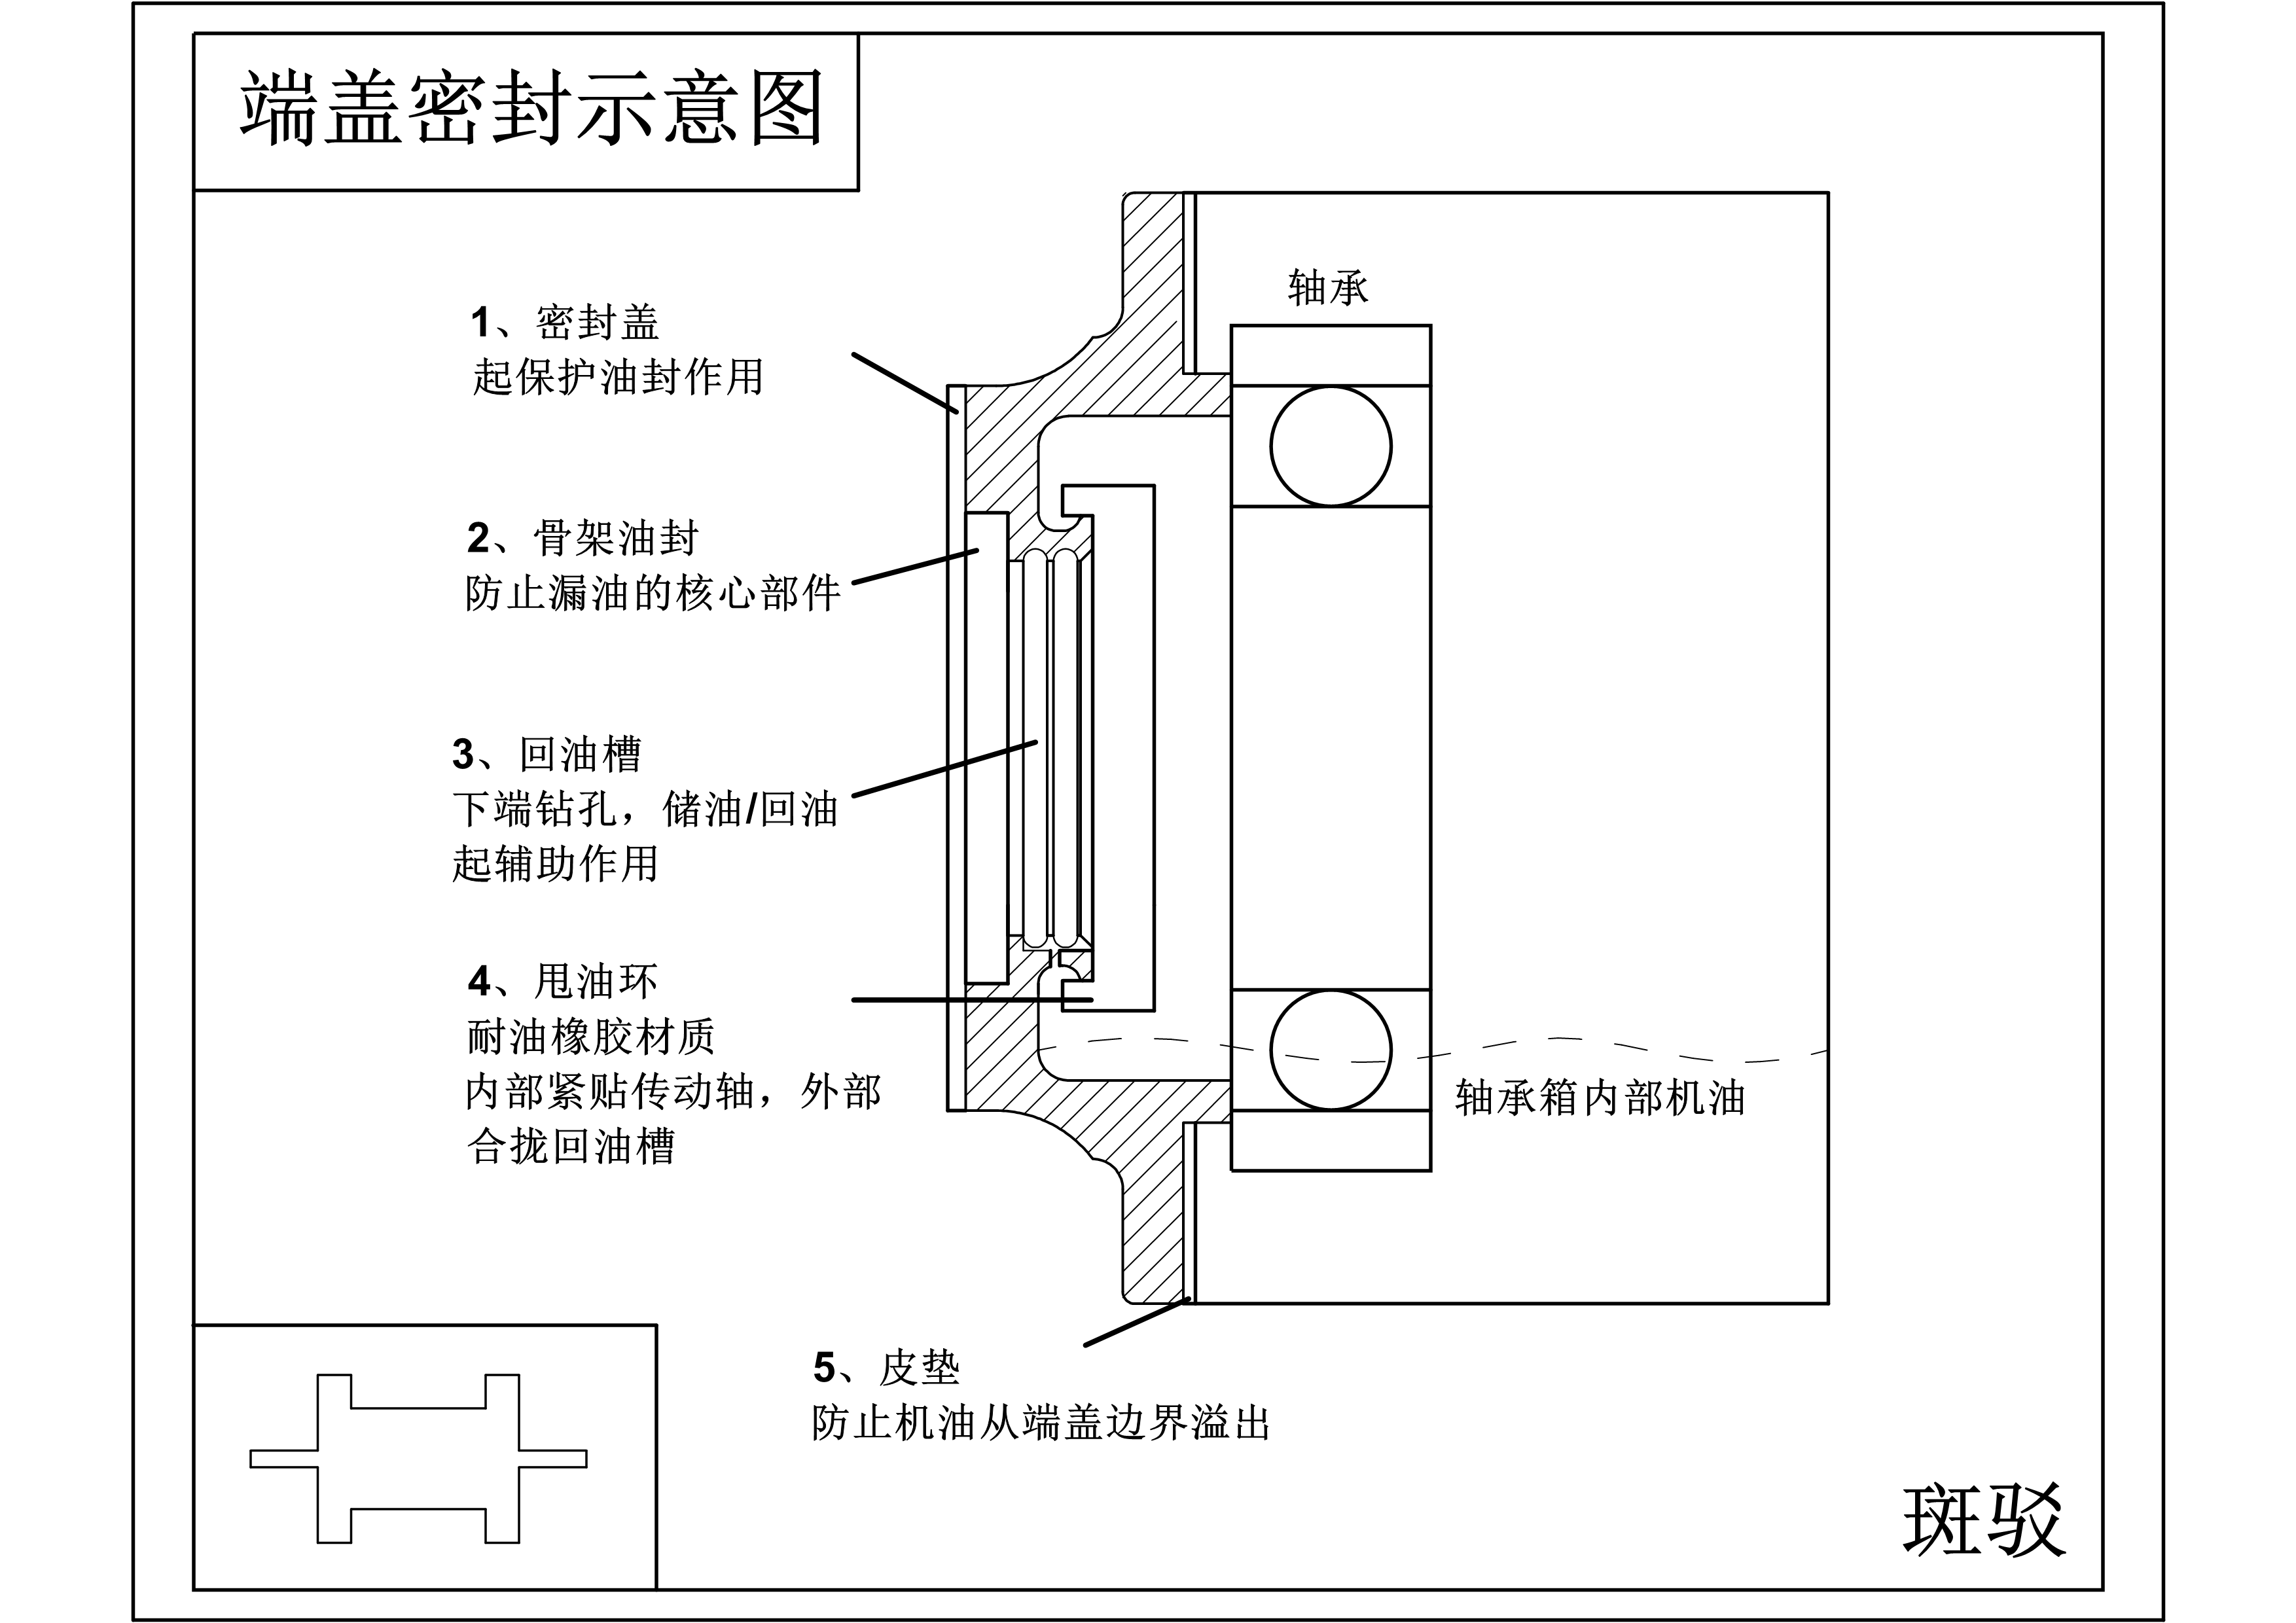 端盖密封示意图
轴承
1、密封盖
起保护油封作用
2、骨架油封
防止漏油的核心部件
3、回油槽
下端钻孔，储油/回油
起辅助作用
4、甩油环
耐油橡胶材质
内部紧贴传动轴，外部
合拢回油槽
轴承箱内部机油
5、皮垫
防止机油从端盖边界溢出
斑驳